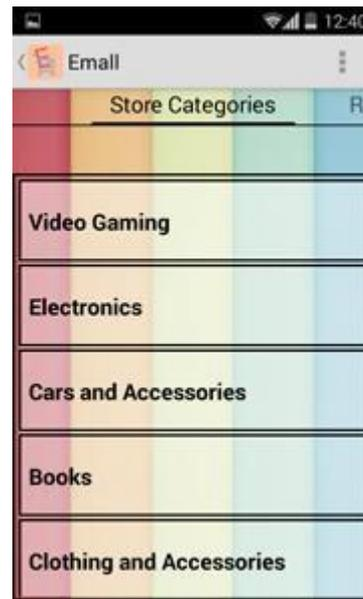 12:40
Emall
Store Categories
R
Video Gaming
Electronics
Cars and Accessories
Books
Clothing and Accessories